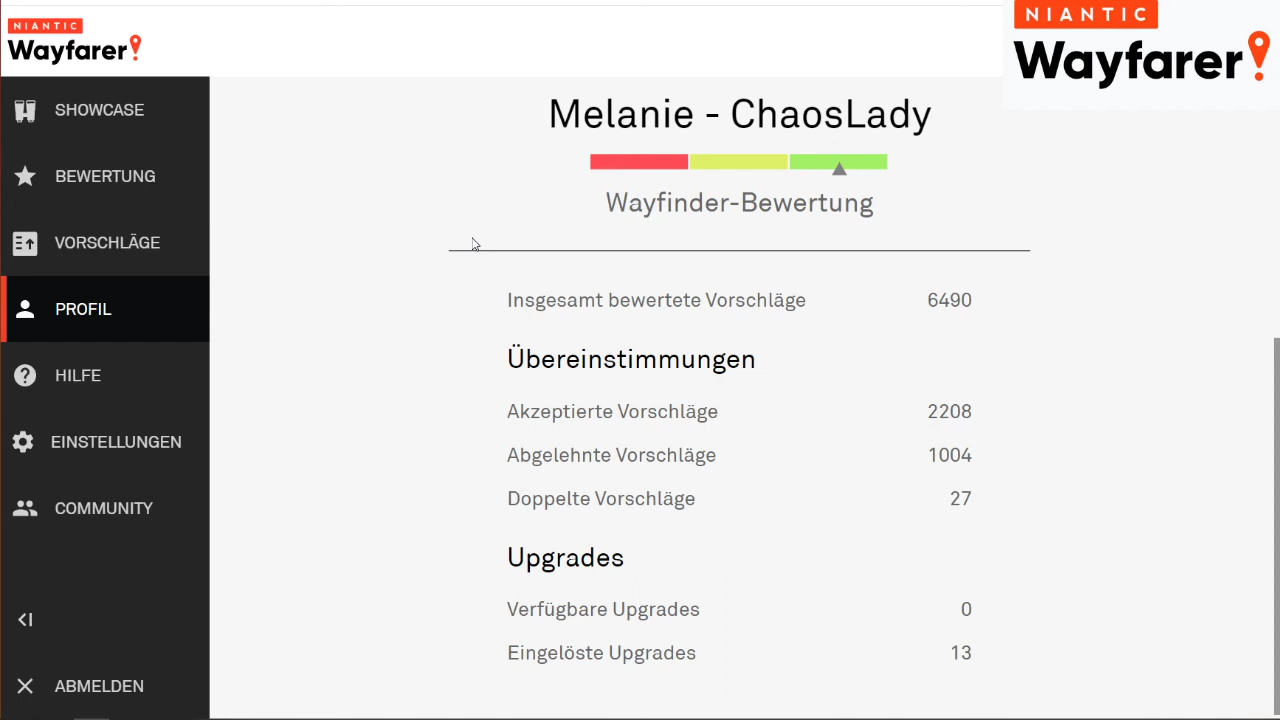 NIANTIC
Wayfarer
NIANTIC
Wayfarer
SHOWCASE
BEWERTUNG
VORSCHLÄGE
PROFIL
HILFE
EINSTELLUNGEN
COMMUNITY
ABMELDEN
Melanie - ChaosLady
Wayfinder-Bewertung
Insgesamt bewertete Vorschläge 6490
Übereinstimmungen
Akzeptierte Vorschläge 2208
Abgelehnte Vorschläge 1004
Doppelte Vorschläge 27
Upgrades
Verfügbare Upgrades 0
Eingelöste Upgrades 13